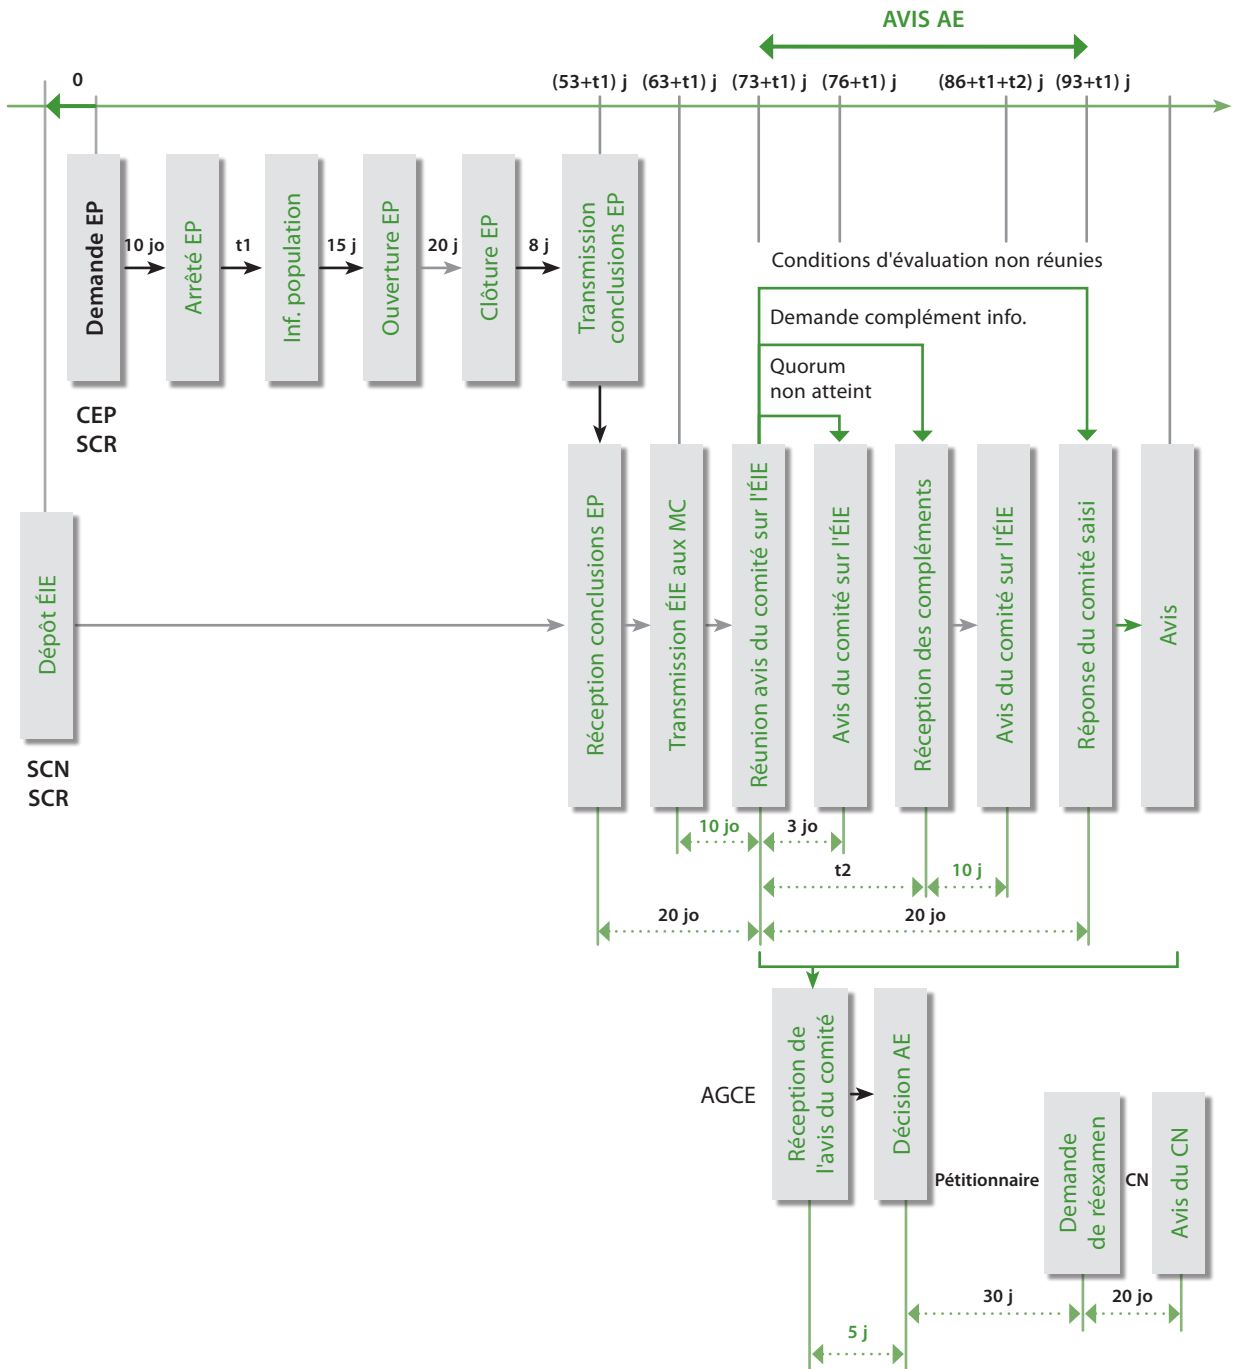 AVIS AE
0
(53+t1) j
(63+t1) j
(73+t1) j
(76+t1) j
(86+t1+t2) j
(93+t1) j
Demande EP
10 jo
Arrêté EP
t1
Inf. population
15 j
Ouverture EP
20 j
Clôture EP
8 j
Transmission
conclusions EP
CEP
SCR
Conditions d'évaluation non réunies
Demande complément info.
Quorum
non atteint
Dépôt ÉIE
SCN
SCR
Réception conclusions EP
Transmission ÉIE aux MC
Réunion avis du comité sur l'ÉIE
Avis du comité sur l'ÉIE
Réception des compléments
Avis du comité sur l'ÉIE
Réponse du comité saisi
Avis
10 jo
3 jo
t2
10 j
20 jo
20 jo
AGCE
Réception de
l'avis du comité
Décision AE
Pétitionnaire
Demande
de réexamen
CN
Avis du CN
30 j
20 jo
5 j